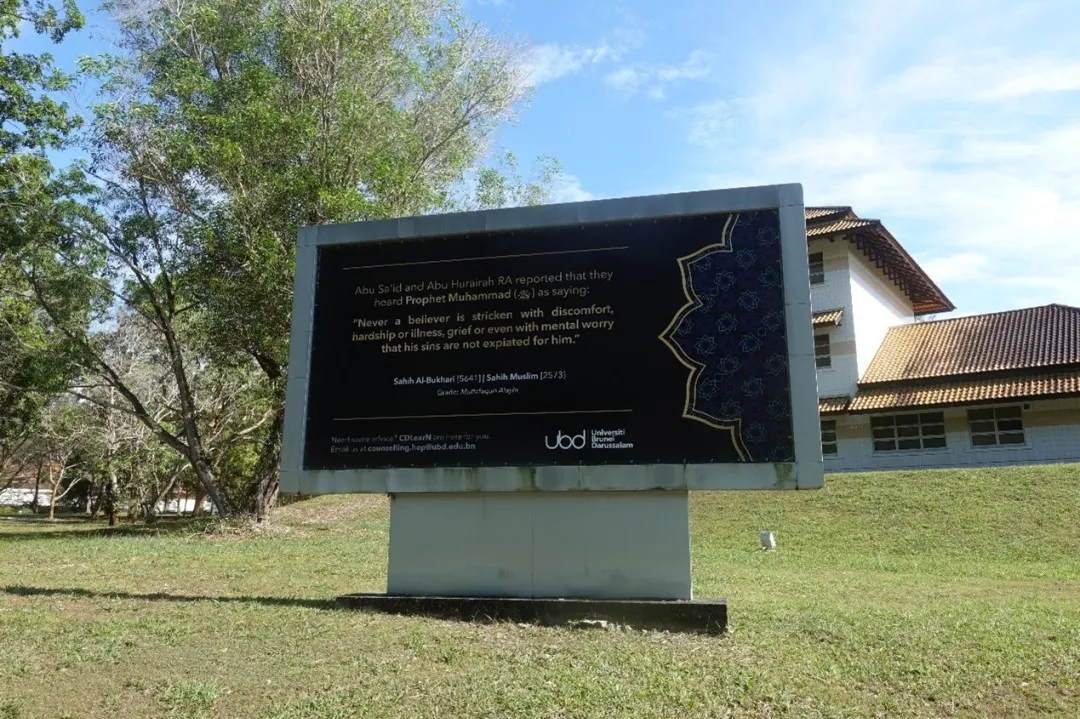 Abu Sa'id and Abu Hurairah RA reported that they
heard Prophet Muhammad (ﷺ) as saying:
"Never a believer is stricken with discomfort,
hardship or illness, grief or even with mental worry
that his sins are not expiated for him."
Sahih Al-Bukhari [5641] | Sahih Muslim [2573]
Grade: Muttafaqun Alayh
Need some advice? CDLearN are here for you.
Email us at counselling.hep@ubd.edu.bn
ubd Universiti
Brunei
Darussalam